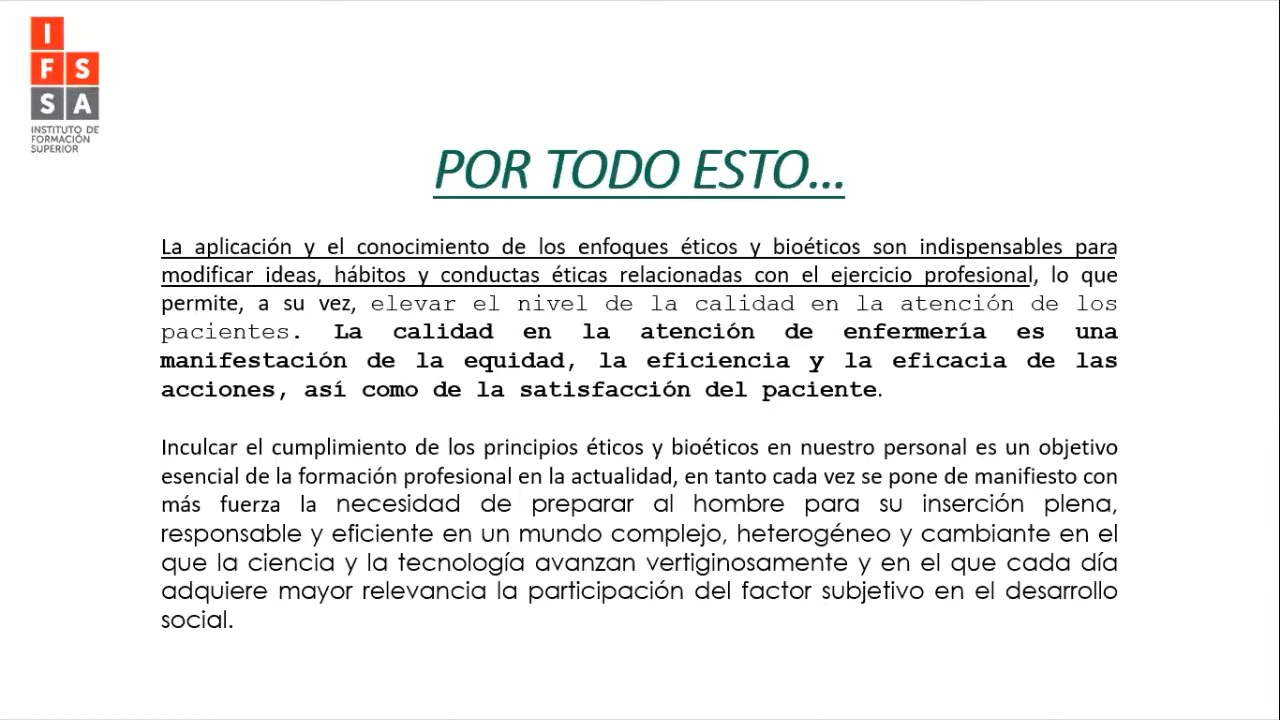 I
F S
S A
INSTITUTO DE
FORMACIÓN
SUPERIOR
POR TODO ESTO...
La aplicación y el conocimiento de los enfoques éticos y bioéticos son indispensables para
modificar ideas, hábitos y conductas éticas relacionadas con el ejercicio profesional, lo que
permite, a su vez, elevar el nivel de la calidad en la atención de los
pacientes. La calidad en la atención de enfermería es una
manifestación de la equidad, la eficiencia y la eficacia de las
acciones, así como de la satisfacción del paciente.
Inculcar el cumplimiento de los principios éticos y bioéticos en nuestro personal es un objetivo
esencial de la formación profesional en la actualidad, en tanto cada vez se pone de manifiesto con
más fuerza la necesidad de preparar al hombre para su inserción plena,
responsable y eficiente en un mundo complejo, heterogéneo y cambiante en el
que la ciencia y la tecnología avanzan vertiginosamente y en el que cada día
adquiere mayor relevancia la participación del factor subjetivo en el desarrollo
social.